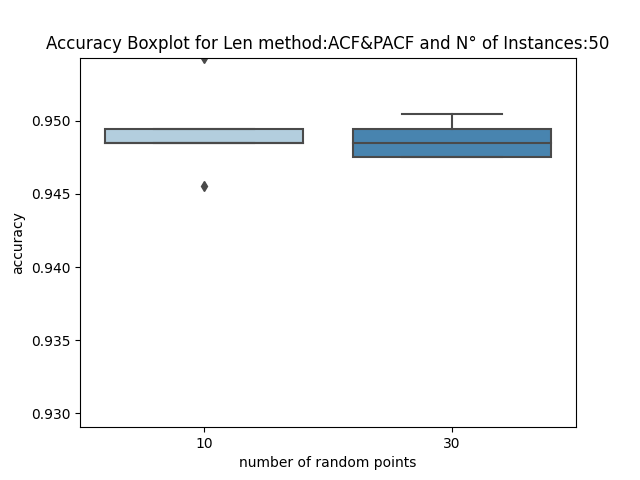 Accuracy Boxplot for Len method:ACF&PACF and N° of Instances:50
0.950
0.945
0.940
0.935
0.930
accuracy
10 30
number of random points